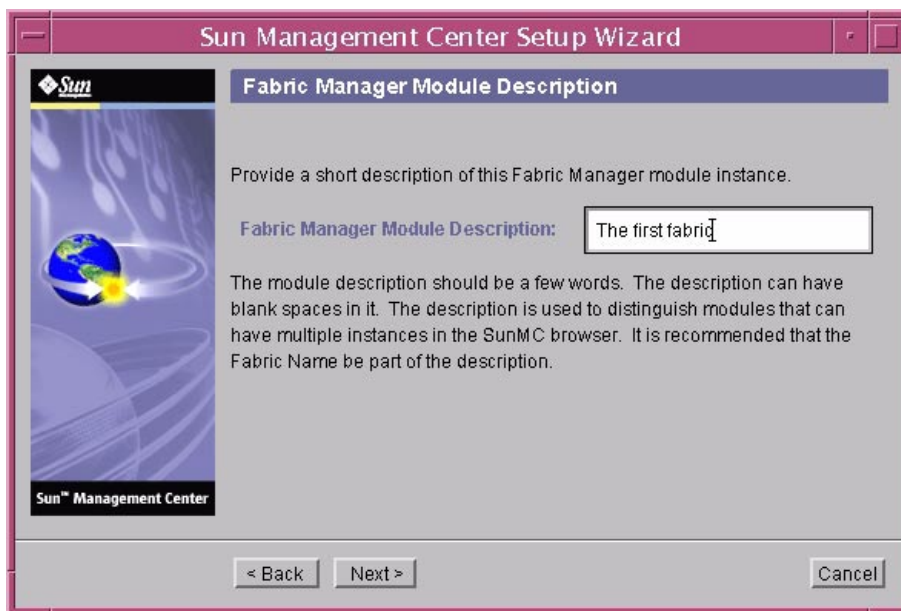 Sun Management Center Setup Wizard
Sun
Fabric Manager Module Description
Provide a short description of this Fabric Manager module instance.
Fabric Manager Module Description: The first fabric
The module description should be a few words. The description can have
blank spaces in it. The description is used to distinguish modules that can
have multiple instances in the SunMC browser. It is recommended that the
Fabric Name be part of the description.
Sun™ Management Center
< Back Next > Cancel